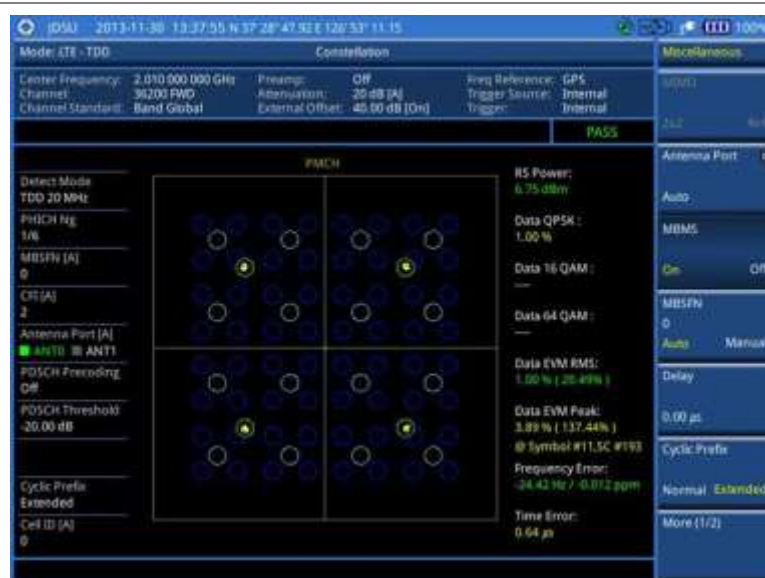 JDSU 2013-11-30 13:37:55 N 37° 28' 47.92 E 126° 53' 11.15 100%
Mode: LTE - TDD Constellation Miscellaneous
Center Frequency: 2.010 000 000 GHz Preamp: Off Freq Reference: GPS
Channel: 36200 FWD Attenuation: 20 dB [A] Trigger Source: Internal
Channel Standard: Band Global External Offset: 40.00 dB [On] Trigger: Internal
PASS
PMCH
Detect Mode
TDD 20 MHz
PHICH Ng
1/6
MBSFN [A]
0
CFI [A]
2
Antenna Port [A]
ANT0 ANT1
PDSCH Precoding
Off
PDSCH Threshold
-20.00 dB
Cyclic Prefix
Extended
Cell ID [A]
0
RS Power:
6.75 dBm
Data QPSK :
1.00 %
Data 16 QAM :
---
Data 64 QAM :
---
Data EVM RMS:
1.00 % ( 20.49% )
Data EVM Peak:
3.89 % ( 137.44% )
@ Symbol #11,SC #193
Frequency Error:
-24.42 Hz / -0.012 ppm
Time Error:
0.64 µs
MIMO
2x2
Antenna Port
Auto
MBMS
On Off
MBSFN
0
Auto Manual
Delay
0.00 µs
Cyclic Prefix
Normal Extended
More (1/2)